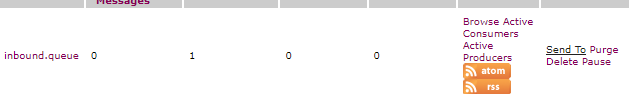 Messages
inbound.queue 0 1 0 0
Browse Active
Consumers
Active
Producers
atom
rss
Send To Purge
Delete Pause